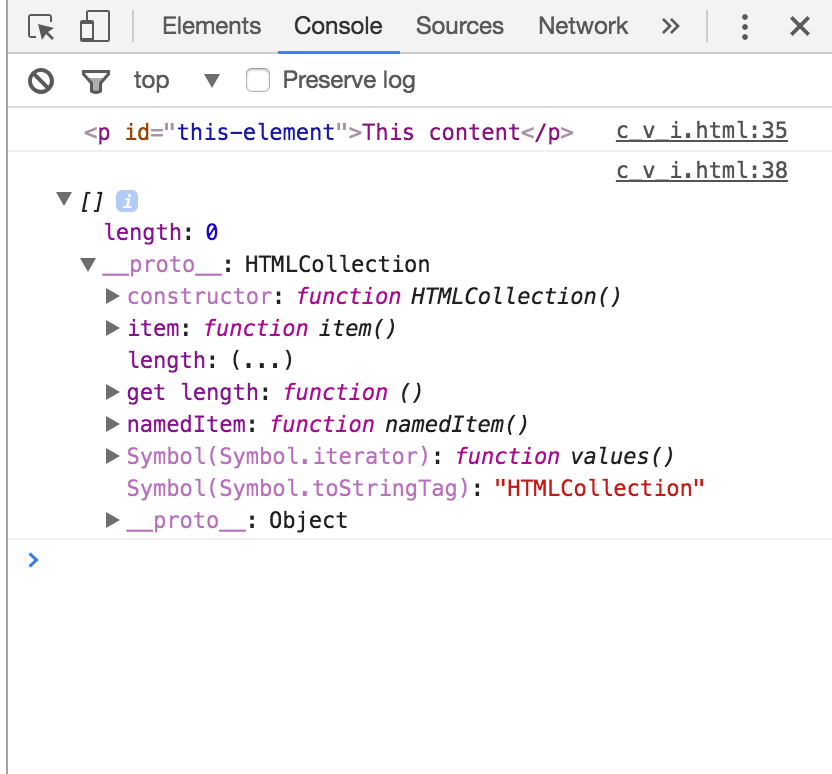 Elements Console Sources Network »
top Preserve log
<p id="this-element">This content</p> c_v_i.html:35
c_v_i.html:38
[] i
length: 0
__proto__: HTMLCollection
constructor: function HTMLCollection()
item: function item()
length: (...)
get length: function ()
namedItem: function namedItem()
Symbol(Symbol.iterator): function values()
Symbol(Symbol.toStringTag): "HTMLCollection"
__proto__: Object